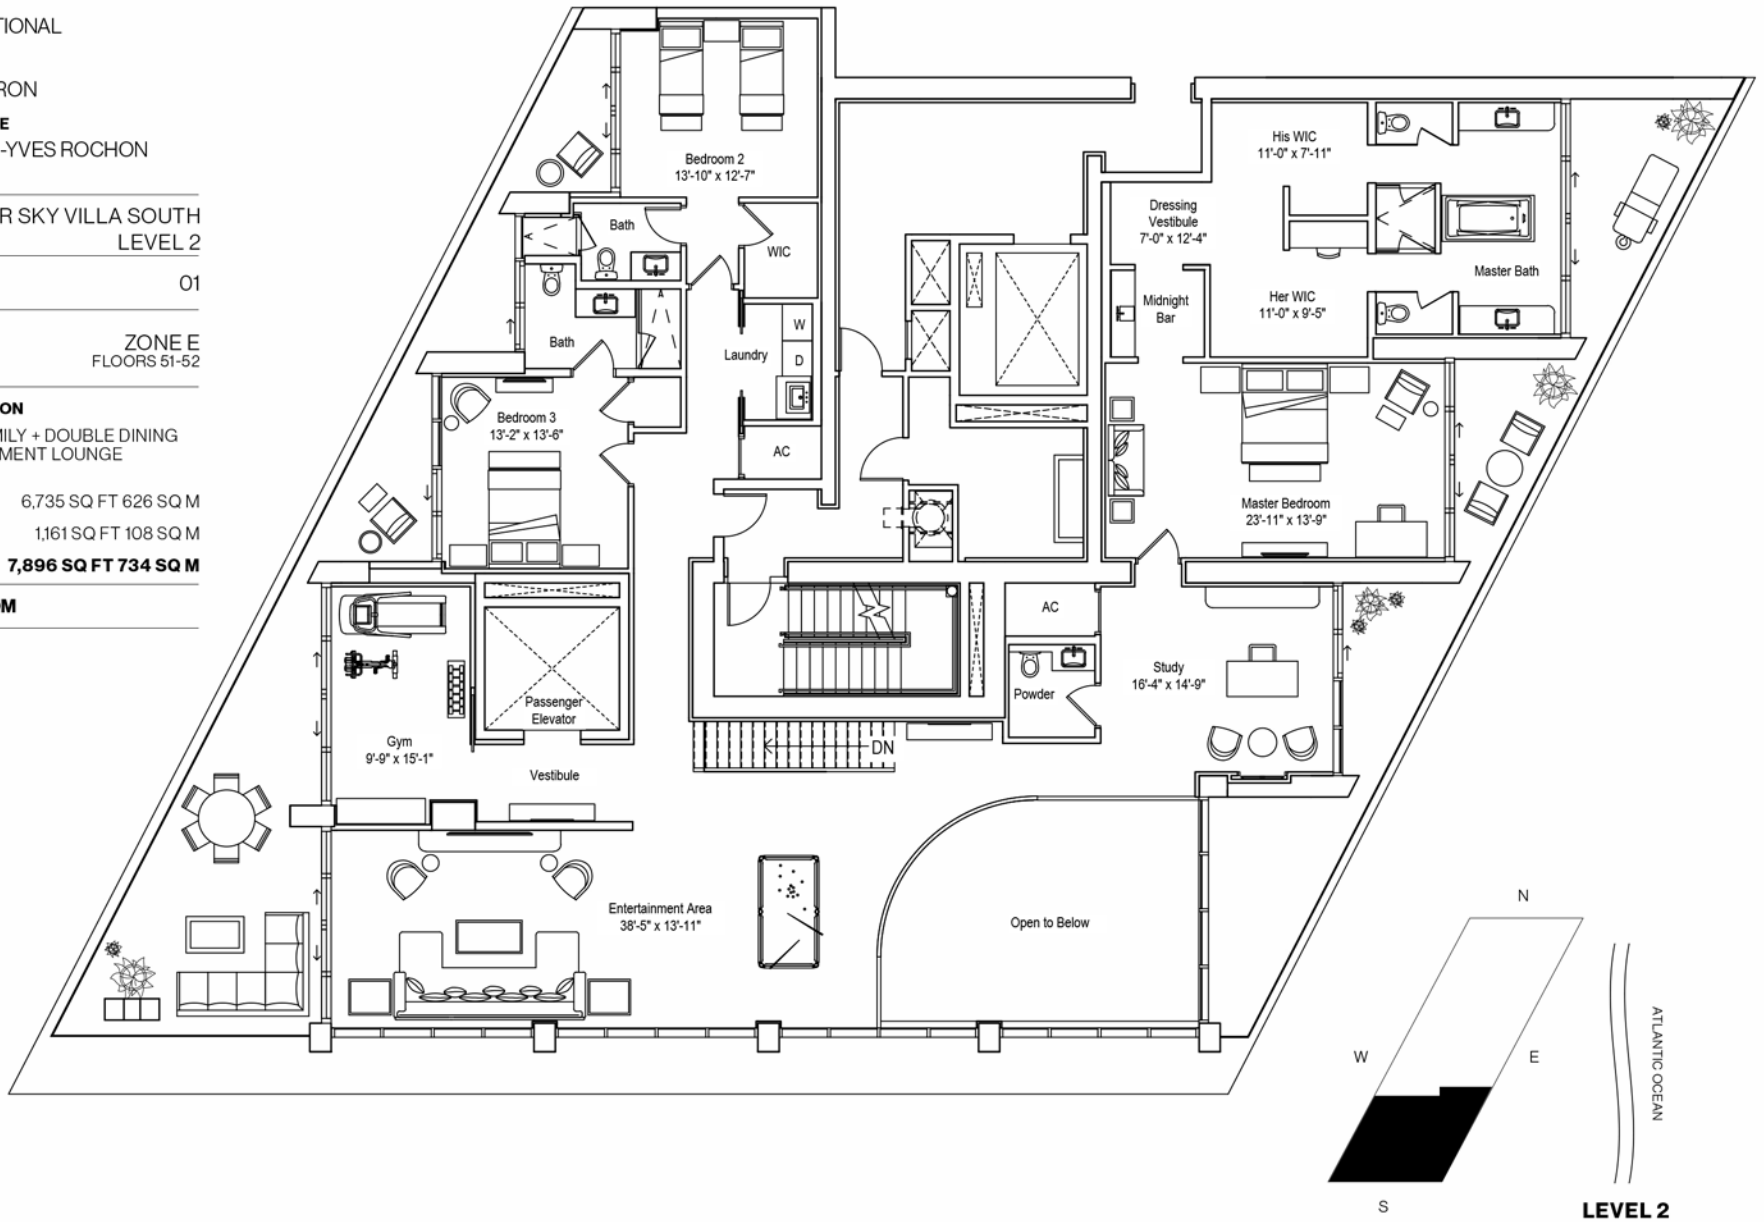 TIONAL
RON
E
-YVES ROCHON
R SKY VILLA SOUTH
LEVEL 2
01
ZONE E
FLOORS 51-52
ON
MILY + DOUBLE DINING
MENT LOUNGE
6,735 SQ FT 626 SQ M
1,161 SQ FT 108 SQ M
7,896 SQ FT 734 SQ M
OM
Bedroom 2
13'-10" x 12'-7"
His WIC
11'-0" x 7'-11"
Dressing
Vestibule
7'-0" x 12'-4"
Bath
WIC
Master Bath
Midnight
Bar
Her WIC
11'-0" x 9'-5"
A
A
W
D
Bath
Laundry
Bedroom 3
13'-2" x 13'-6"
AC
Master Bedroom
23'-11" x 13'-9"
AC
Study
16'-4" x 14'-9"
Powder
Passenger
Elevator
Gym
9'-9" x 15'-1"
DN
Vestibule
Entertainment Area
38'-5" x 13'-11"
Open to Below
N
W
E
S
ATLANTIC OCEAN
LEVEL 2